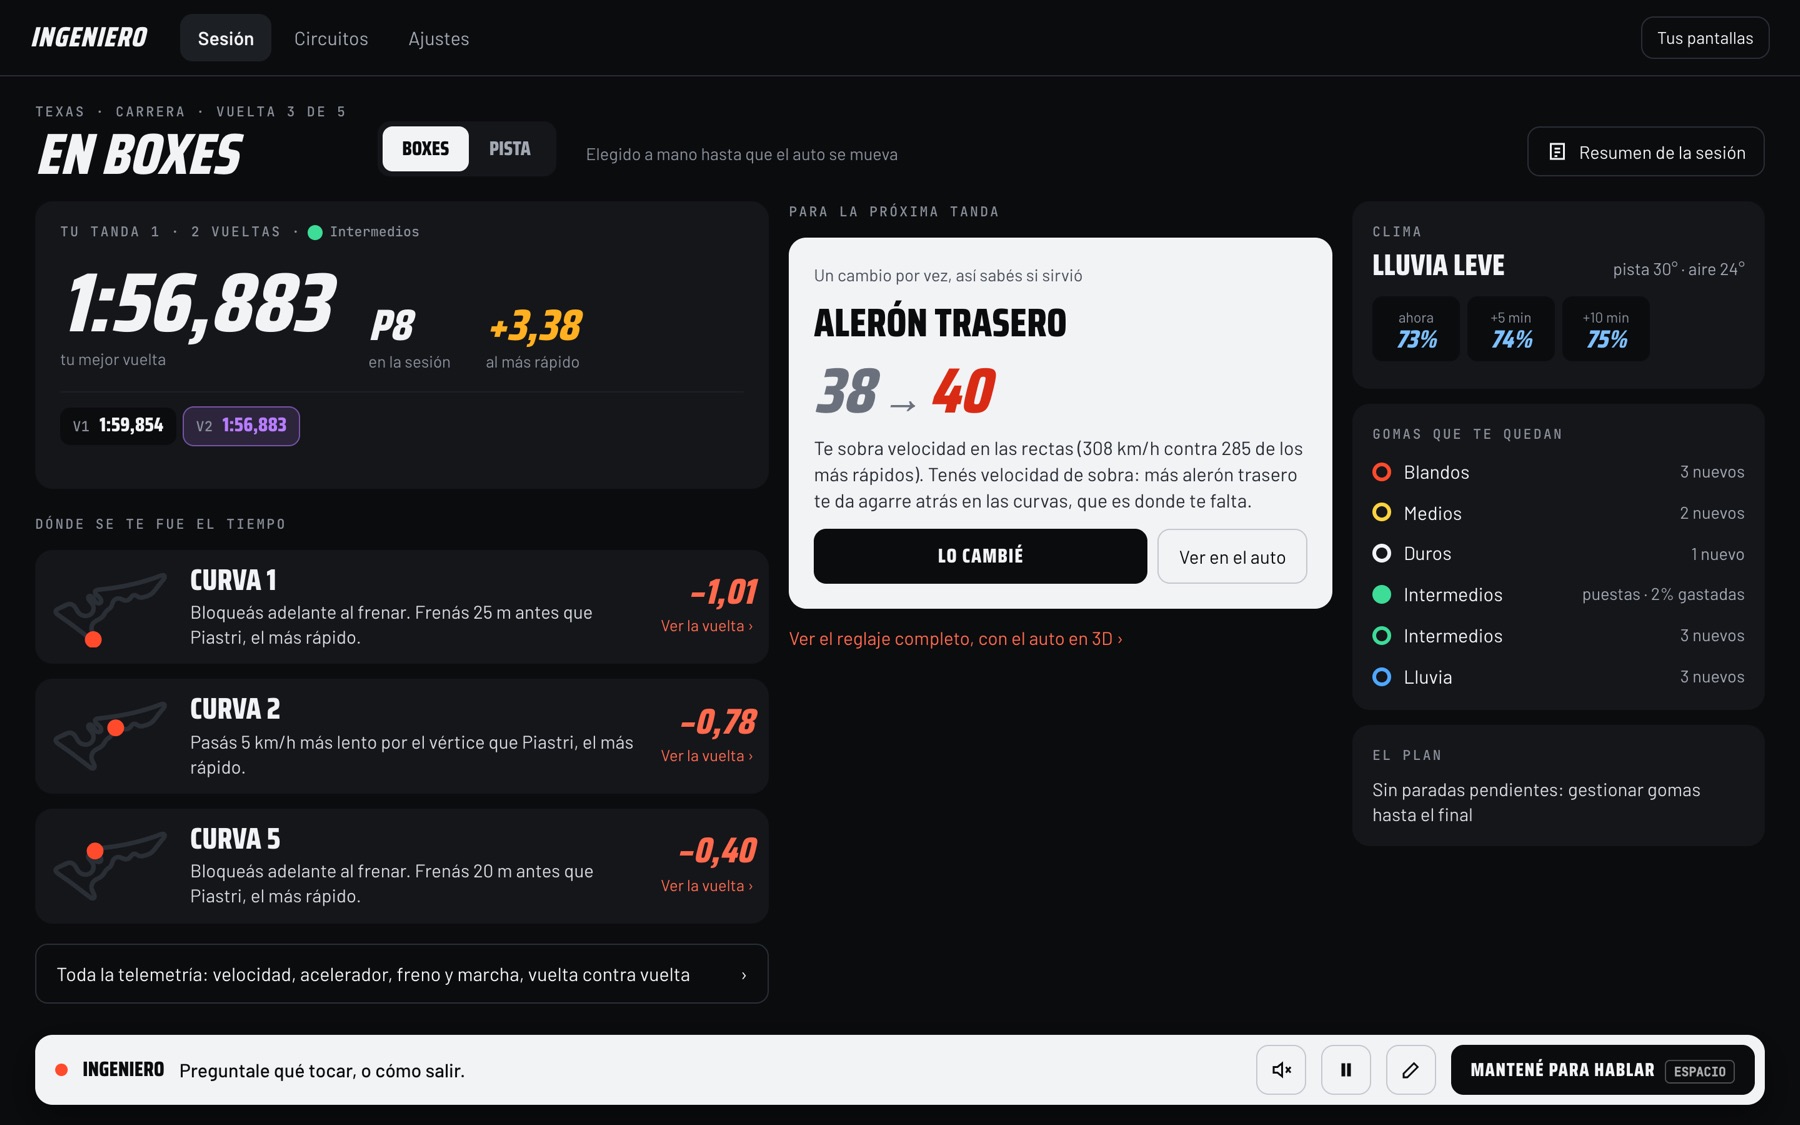 INGENIERO
Sesión
Circuitos
Ajustes
Tus pantallas
TEXAS · CARRERA · VUELTA 3 DE 5
EN BOXES
BOXES
PISTA
Elegido a mano hasta que el auto se mueva
Resumen de la sesión
TU TANDA 1 · 2 VUELTAS · Intermedios
1:56,883
tu mejor vuelta
P8
en la sesión
+3,38
al más rápido
V1 1:59,854
V2 1:56,883
DÓNDE SE TE FUE EL TIEMPO
CURVA 1
Bloqueás adelante al frenar. Frenás 25 m antes que
Piastri, el más rápido.
−1,01
Ver la vuelta ›
CURVA 2
Pasás 5 km/h más lento por el vértice que Piastri, el más
rápido.
−0,78
Ver la vuelta ›
CURVA 5
Bloqueás adelante al frenar. Frenás 20 m antes que
Piastri, el más rápido.
−0,40
Ver la vuelta ›
Toda la telemetría: velocidad, acelerador, freno y marcha, vuelta contra vuelta ›
PARA LA PRÓXIMA TANDA
Un cambio por vez, así sabés si sirvió
ALERÓN TRASERO
38 → 40
Te sobra velocidad en las rectas (308 km/h contra 285 de los
más rápidos). Tenés velocidad de sobra: más alerón trasero
te da agarre atrás en las curvas, que es donde te falta.
LO CAMBIÉ
Ver en el auto
Ver el reglaje completo, con el auto en 3D ›
CLIMA
LLUVIA LEVE
pista 30° · aire 24°
ahora
73%
+5 min
74%
+10 min
75%
GOMAS QUE TE QUEDAN
Blandos 3 nuevos
Medios 2 nuevos
Duros 1 nuevo
Intermedios puestas · 2% gastadas
Intermedios 3 nuevos
Lluvia 3 nuevos
EL PLAN
Sin paradas pendientes: gestionar gomas
hasta el final
INGENIERO Preguntale qué tocar, o cómo salir.
MANTENÉ PARA HABLAR ESPACIO